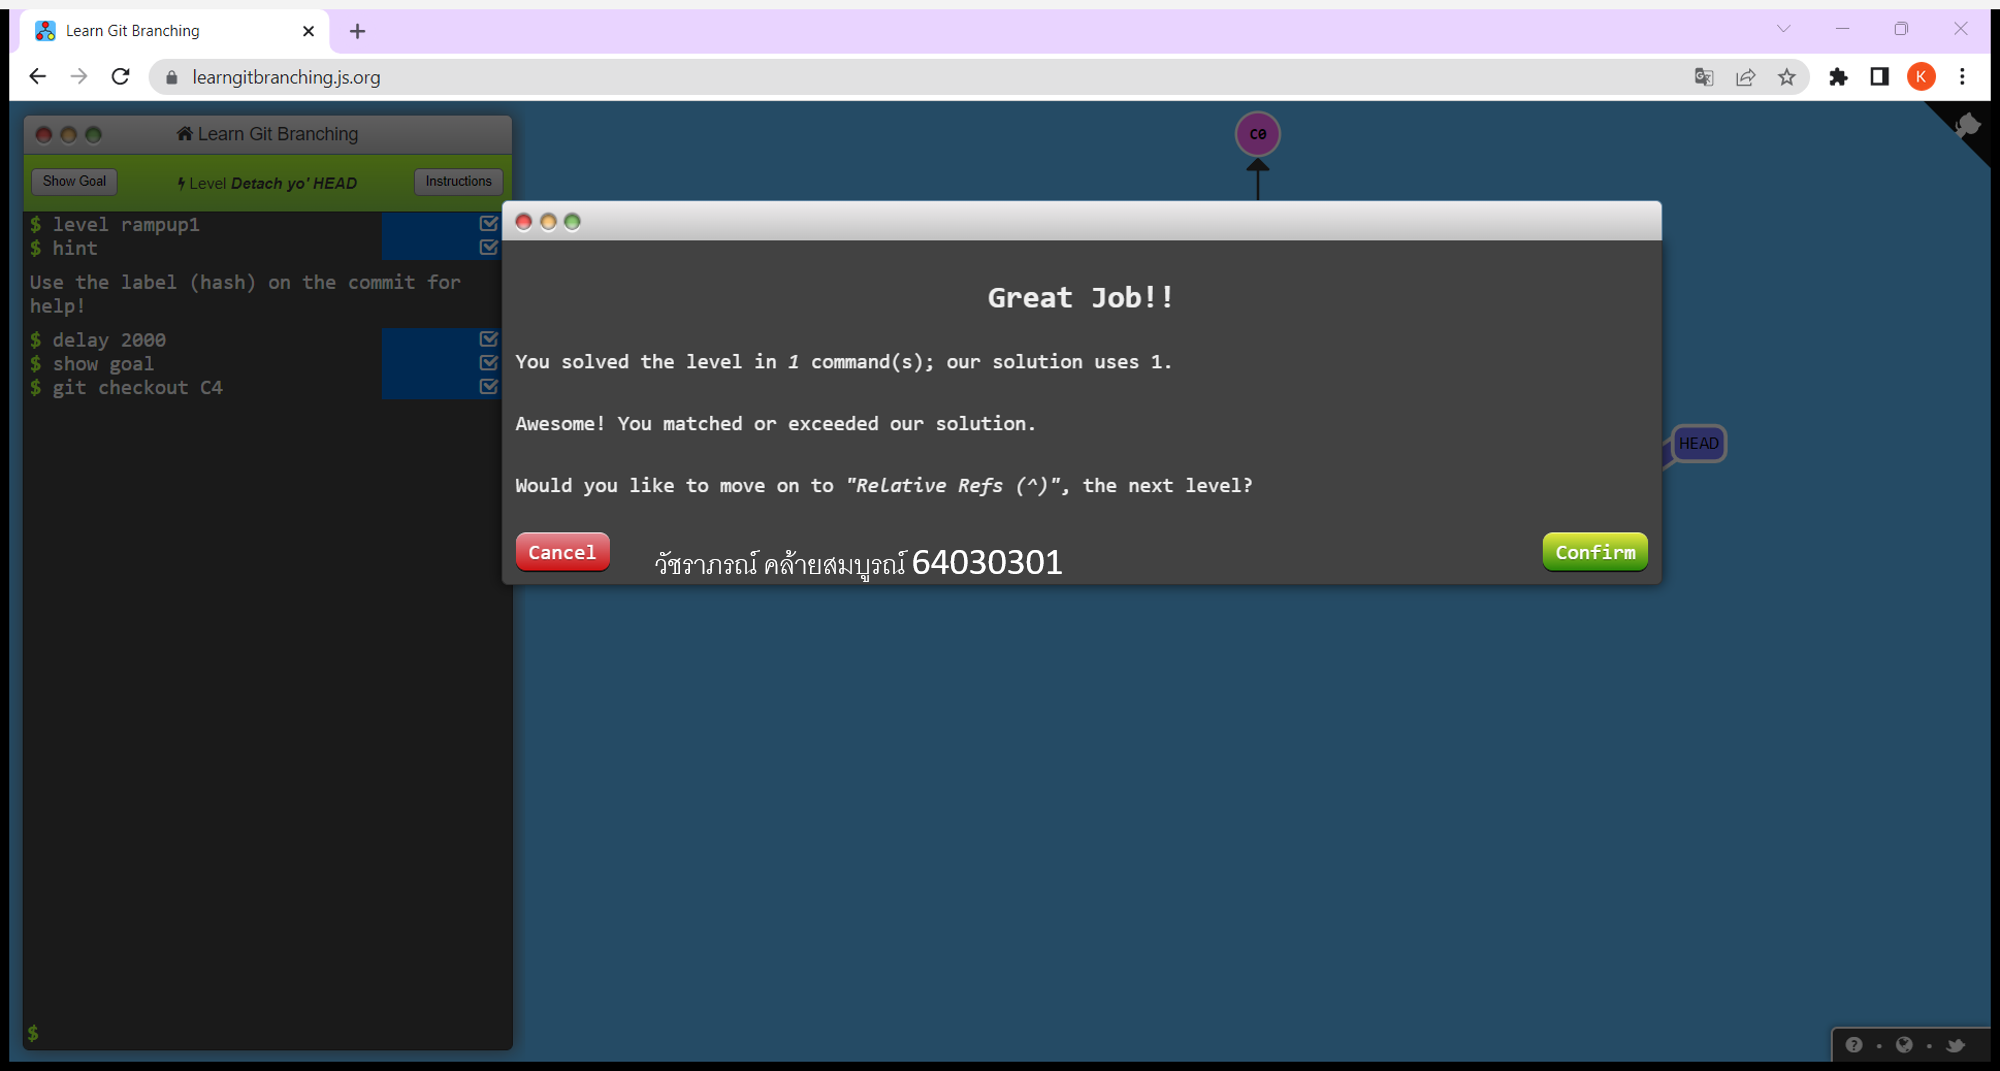 Learn Git Branching
learngitbranching.js.org
K
Learn Git Branching
Show Goal
Level Detach yo' HEAD
Instructions
$ level rampup1
$ hint
Use the label (hash) on the commit for
help!
$ delay 2000
$ show goal
$ git checkout C4
$
C0
HEAD
Great Job!!
You solved the level in 1 command(s); our solution uses 1.
Awesome! You matched or exceeded our solution.
Would you like to move on to "Relative Refs (^)", the next level?
Cancel
วัชราภรณ์ คล้ายสมบูรณ์ 64030301
Confirm